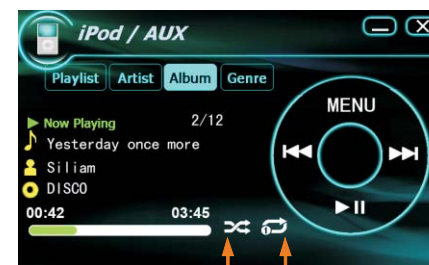 iPod / AUX
Playlist Artist Album Genre
MENU
Now Playing 2/12
Yesterday once more
Siliam
DISCO
00:42 03:45
1